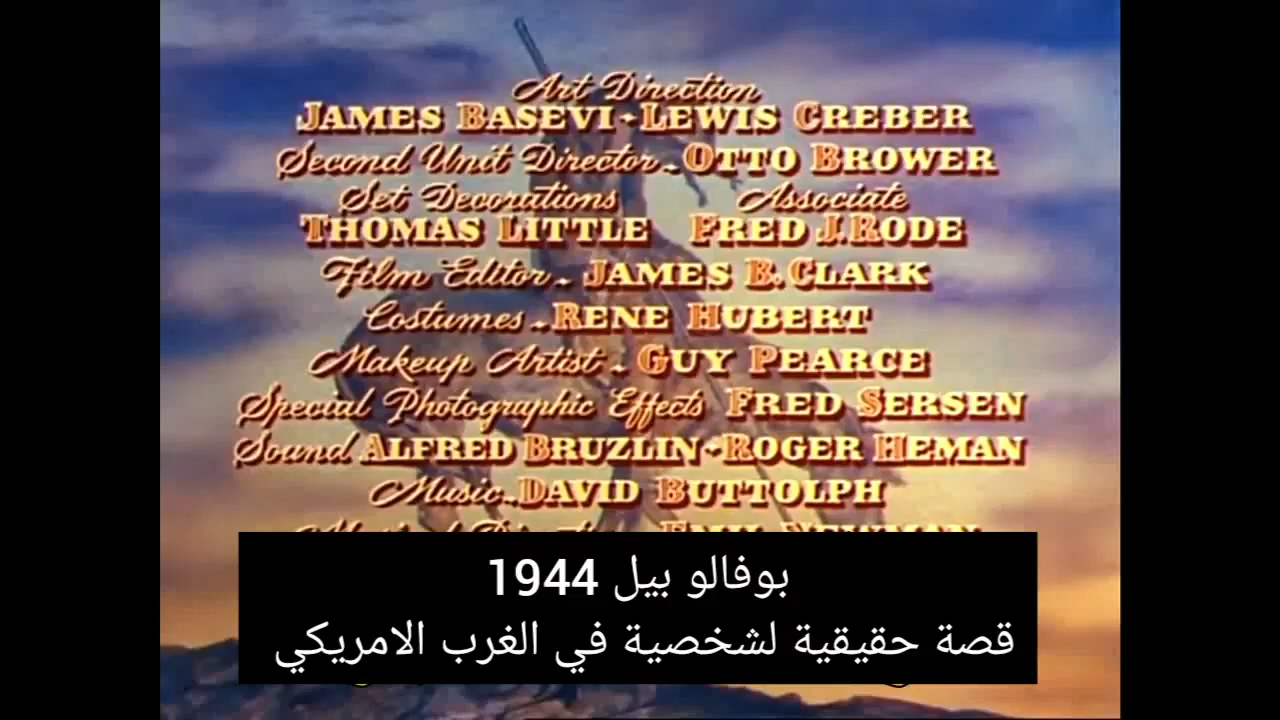 Art Direction
JAMES BASEVI · LEWIS CREBER
Second Unit Director - OTTO BROWER
Set Decorations Associate
THOMAS LITTLE FRED J. RODE
Film Editor - JAMES B. CLARK
Costumes - RENE HUBERT
Makeup Artist - GUY PEARCE
Special Photographic Effects FRED SERSEN
Sound ALFRED BRUZLIN · ROGER HEMAN
Music - DAVID BUTTOLPH
EMIL NEWMAN
بوفالو بيل 1944
قصة حقيقية لشخصية في الغرب الامريكي